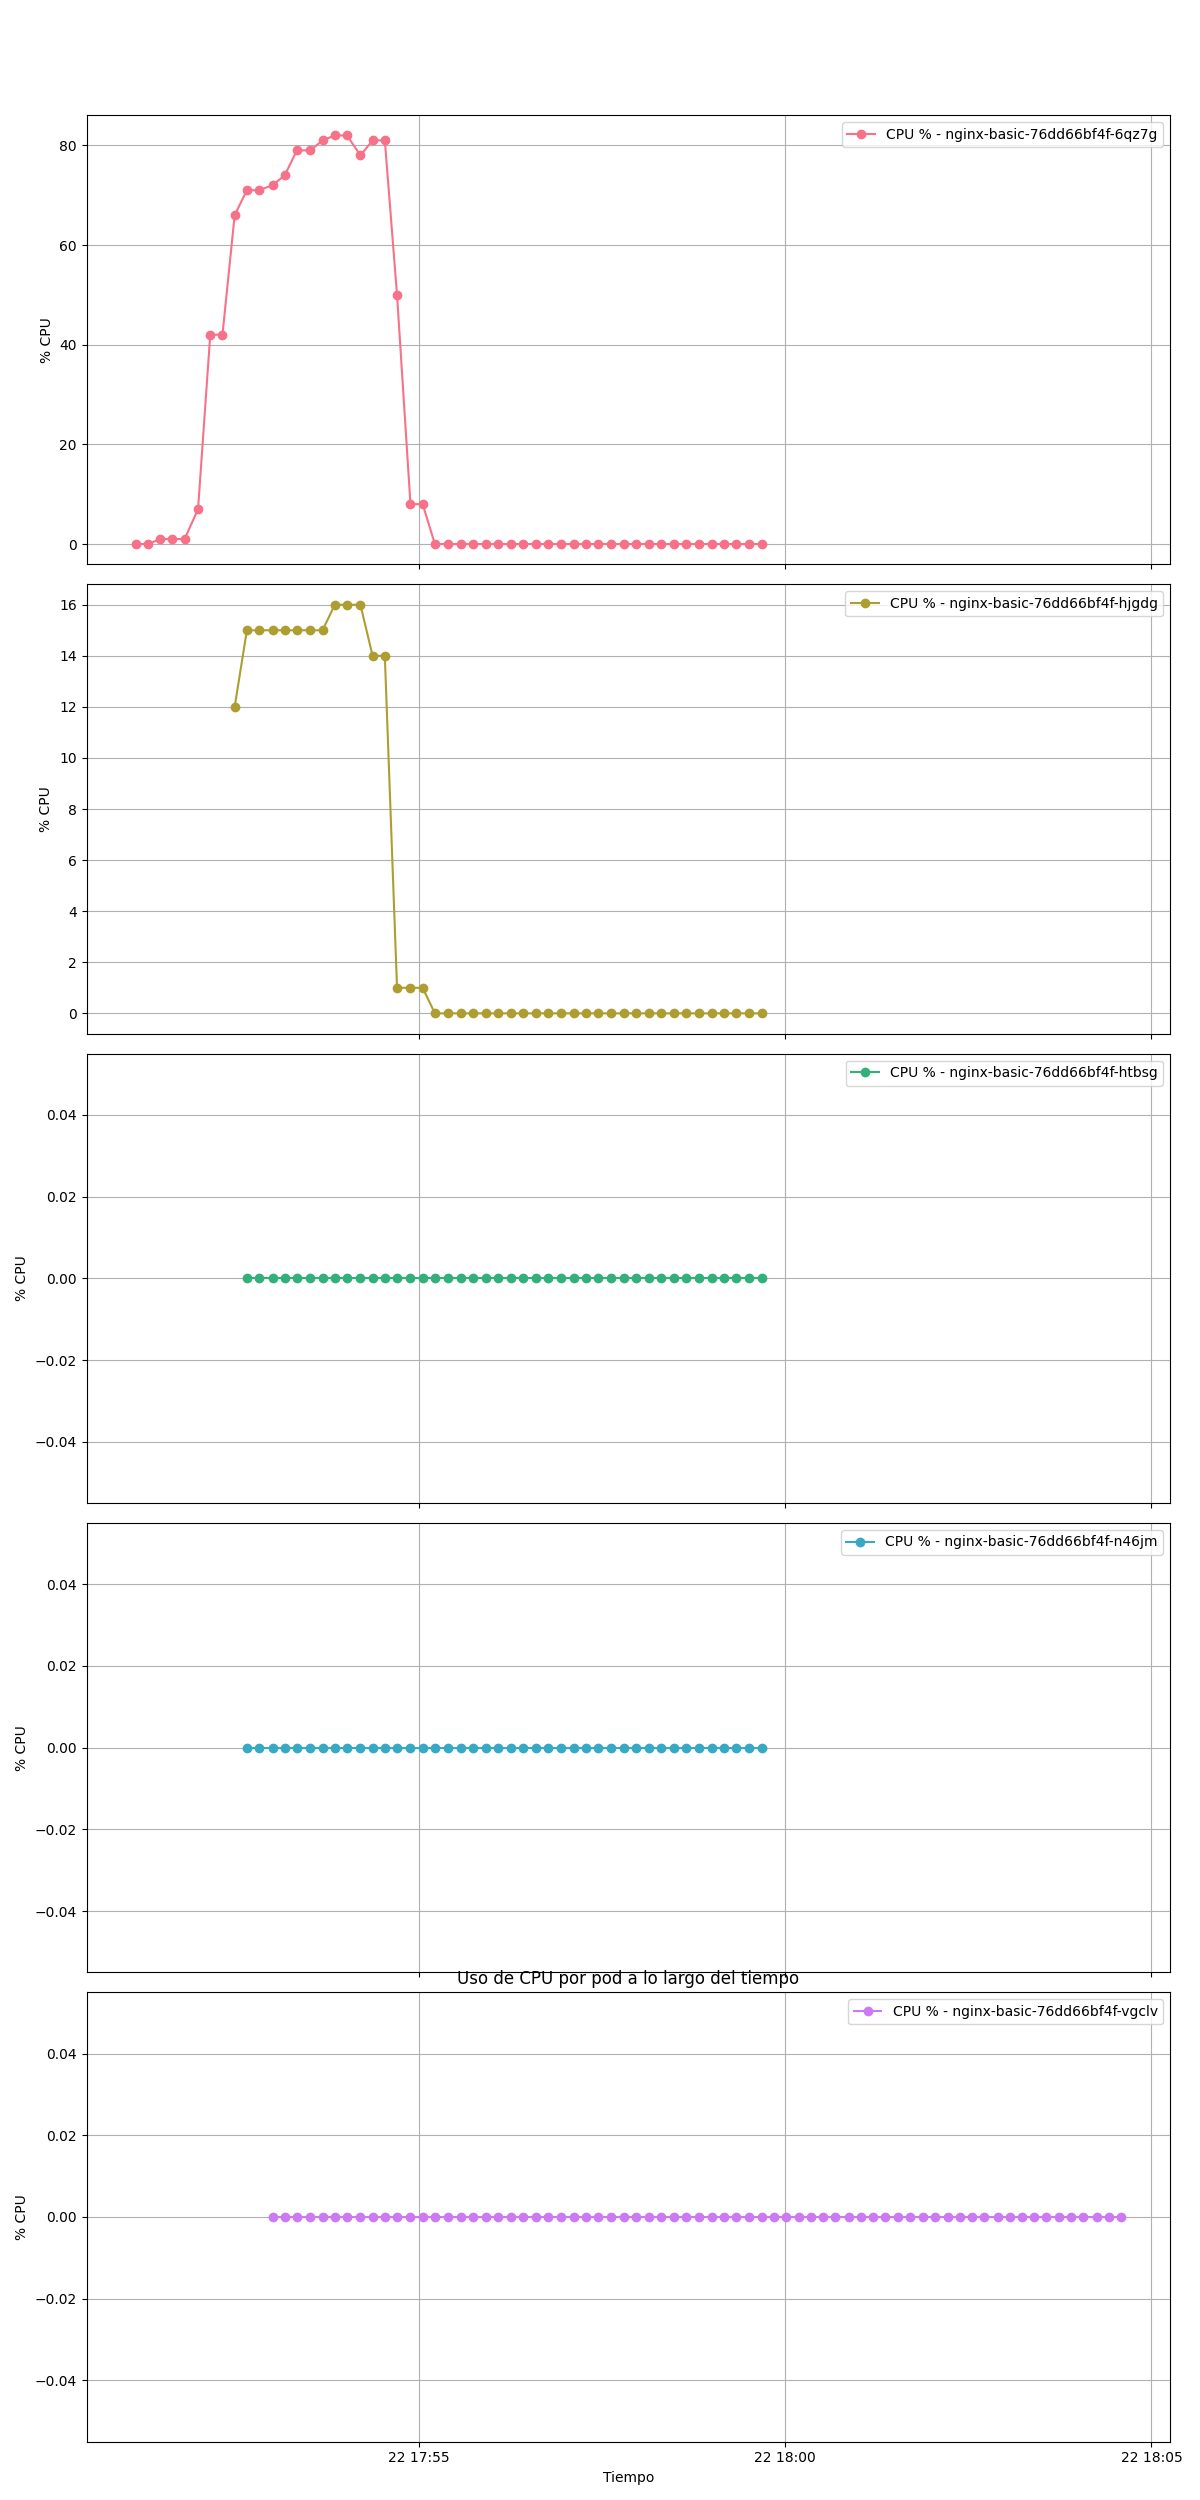 CPU % - nginx-basic-76dd66bf4f-6qz7g
80
60
40
20
0
% CPU
CPU % - nginx-basic-76dd66bf4f-hjgdg
16
14
12
10
8
6
4
2
0
% CPU
CPU % - nginx-basic-76dd66bf4f-htbsg
0.04
0.02
0.00
−0.02
−0.04
% CPU
CPU % - nginx-basic-76dd66bf4f-n46jm
0.04
0.02
0.00
−0.02
−0.04
% CPU
Uso de CPU por pod a lo largo del tiempo
CPU % - nginx-basic-76dd66bf4f-vgclv
0.04
0.02
0.00
−0.02
−0.04
% CPU
22 17:55
22 18:00
22 18:05
Tiempo